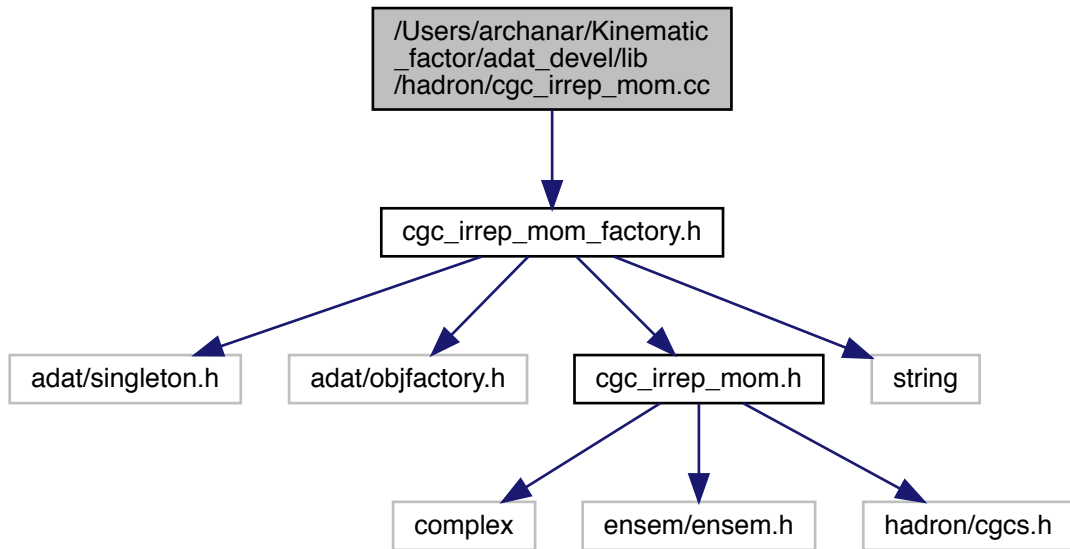 /Users/archanar/Kinematic
_factor/adat_devel/lib
/hadron/cgc_irrep_mom.cc
cgc_irrep_mom_factory.h
adat/singleton.h
adat/objfactory.h
cgc_irrep_mom.h
string
complex
ensem/ensem.h
hadron/cgcs.h